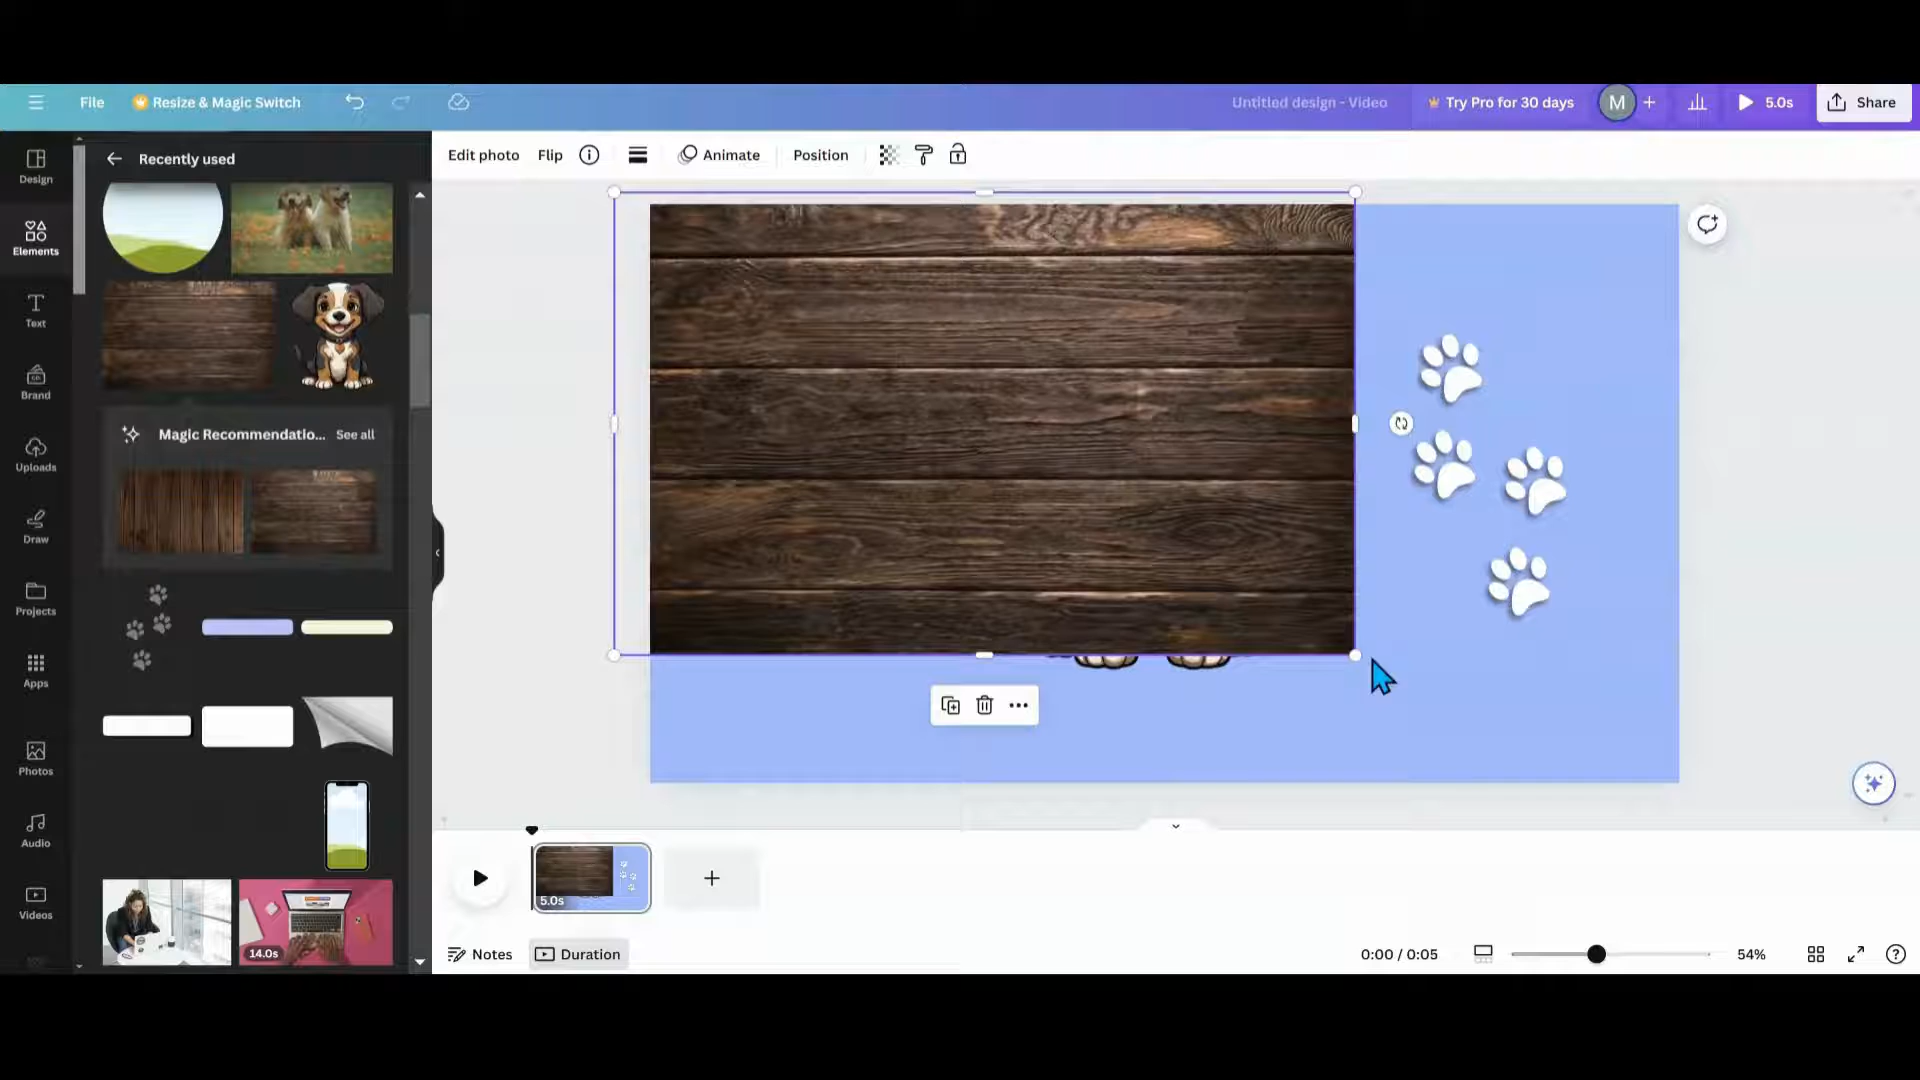 File
Resize & Magic Switch
Untitled design - Video
Try Pro for 30 days
M
5.0s
Share
Design
Elements
Text
Brand
Uploads
Draw
Projects
Apps
Photos
Audio
Videos
Recently used
Magic Recommendatio...
See all
14.0s
Edit photo
Flip
Animate
Position
5.0s
Notes
Duration
0:00 / 0:05
54%